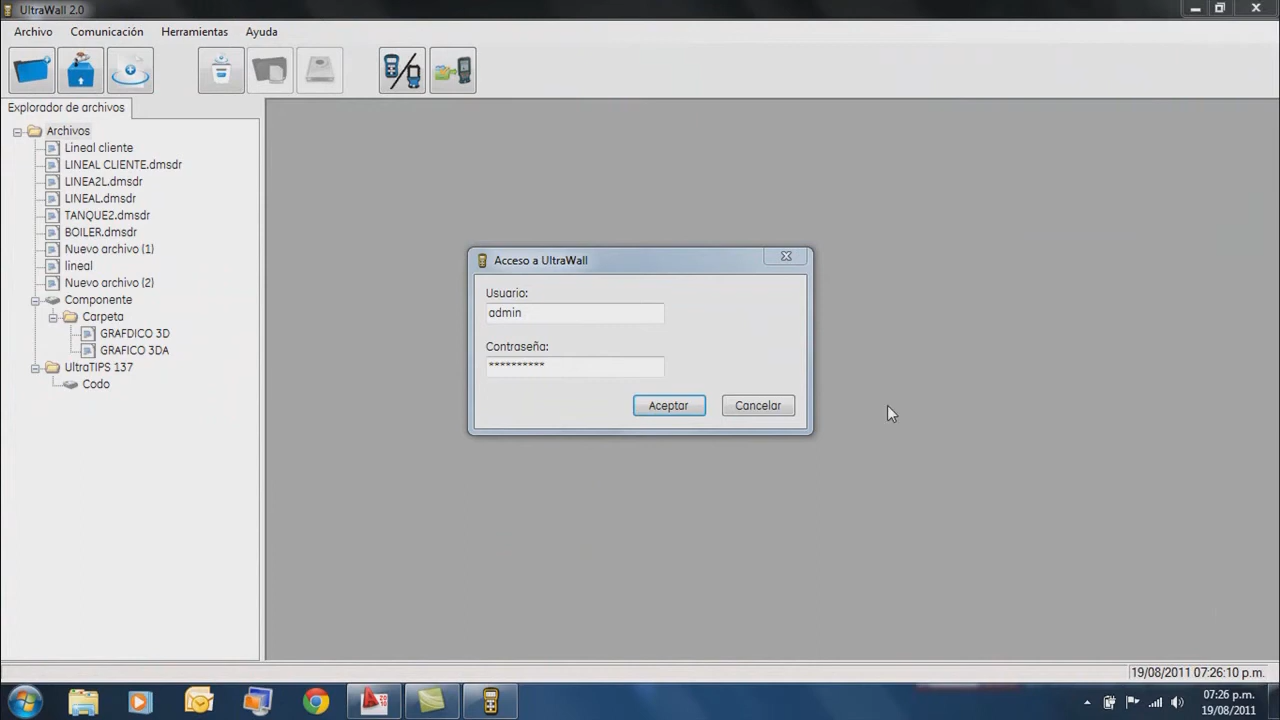 UltraWall 2.0
Archivo Comunicación Herramientas Ayuda
Explorador de archivos
Archivos
Lineal cliente
LINEAL CLIENTE.dmsdr
LINEA2L.dmsdr
LINEAL.dmsdr
TANQUE2.dmsdr
BOILER.dmsdr
Nuevo archivo (1)
lineal
Nuevo archivo (2)
Componente
Carpeta
GRAFDICO 3D
GRAFICO 3DA
UltraTIPS 137
Codo
Acceso a UltraWall
Usuario:
admin
Contraseña:
**********
Aceptar Cancelar
19/08/2011 07:26:10 p.m.
07:26 p.m.
19/08/2011